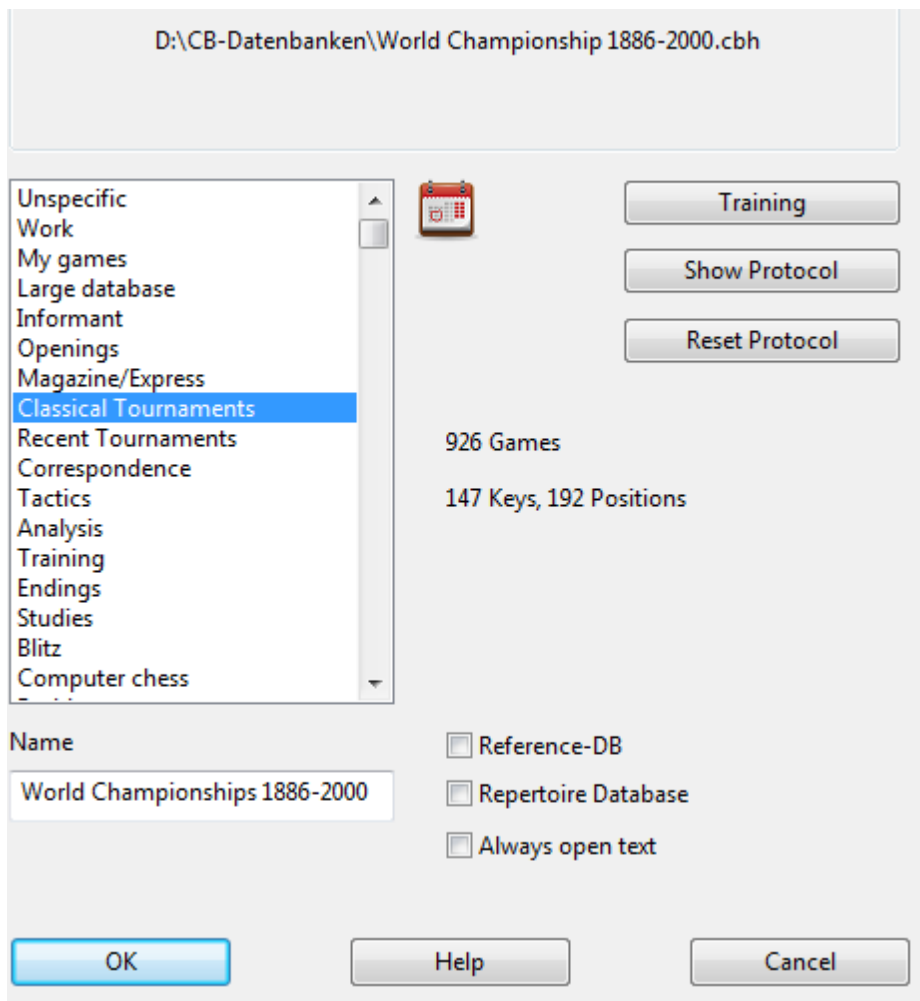 D:\CB-Datenbanken\World Championship 1886-2000.cbh
Unspecific
Work
My games
Large database
Informant
Openings
Magazine/Express
Classical Tournaments
Recent Tournaments
Correspondence
Tactics
Analysis
Training
Endings
Studies
Blitz
Computer chess
Training
Show Protocol
Reset Protocol
926 Games
147 Keys, 192 Positions
Name
World Championships 1886-2000
Reference-DB
Repertoire Database
Always open text
OK
Help
Cancel